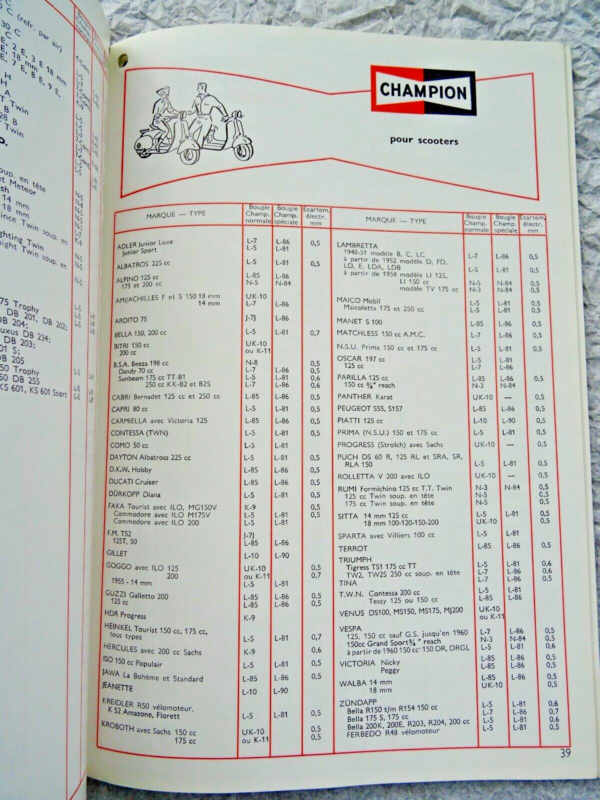 CHAMPION
pour scooters
MARQUE — TYPE Bougie Champ. normale Bougie Champ. spéciale Ecartem. électr. mm
ADLER Junior Luxe L-7 L-86 0,5
Junior Sport L-5 L-81
ALBATROS 225 cc L-5 L-81 0,5
ALPINO 125 cc L-85 L-86
175 et 200 cc N-5 N-84
AMI/ACHILLES F et S 150 18 mm UK-10
14 mm L-7 L-86
ARDITO 75 J-7J L-86
BELLA 150, 200 cc L-5 L-81 0,7
BITRI 150 cc UK-10
200 cc ou K-11
B.S.A. Beeza 198 cc N-8 0,5
Dandy 70 cc L-7 L-86 0,5
Sunbeam 175 cc TT-B1 L-5 L-81 0,6
250 cc KK-B2 et B25 L-7 L-86 0,6
CABRI Bernadet 125 cc et 250 cc L-85 L-86 0,5
CAPRI 80 cc L-5 L-81 0,5
CARMIELLA avec Victoria 125 L-85 L-86 0,5
CONTESSA (TWN) L-5 L-81 0,5
COMO 50 cc L-5 L-81 0,5
DAYTON Albatross 225 cc L-5 L-81 0,5
D.K.W. Hobby L-85 L-86 0,5
DUCATI Cruiser L-85 L-86 0,5
DÜRKOPP Diana L-5 L-81 0,5
FAKA Tourist avec ILO, MG150V K-9 0,5
Commodore avec ILO M175V L-5 L-81 0,5
Commodore avec ILO 200 L-5 L-81
F.M. T52 J-7J
125T, 50 L-85 L-86
GILLET L-10 L-90
GOGGO avec ILO 125 UK-10 0,5
200 ou K-11 0,7
1955 - 14 mm L-5 L-81
GUZZI Galletto 200 L-85 L-86 0,5
125 cc L-85 L-86 0,5
HDR Progress K-9
HEINKEL Tourist 150 cc, 175 cc,
tous types L-5 L-81 0,7
HERCULES avec 200 cc Sachs K-9 0,6
ISO 150 cc Populair L-5 L-81 0,5
JAWA La Bohème et Standard L-85 L-86 0,5
JEANETTE L-10 L-90
KREIDLER R50 vélomoteur,
K 52 Amazone, Florett L-5 L-81 0,5
KROBOTH avec Sachs 150 cc UK-10 0,5
175 cc ou K-11 0,5
MARQUE — TYPE Bougie Champ. normale Bougie Champ. spéciale Ecartem. électr. mm
LAMBRETTA
1948-51 modèle B, C, LC L-7 L-86 0,5
à partir de 1952 modèle D, FD,
LD, E, LDA, LDB L-5 L-81 0,5
à partir de 1958 modèle LI 125,
LI 150 cc N-5 N-84 0,5
modèle TV 175 cc N-3 N-84 0,5
MAICO Mobil L-5 L-81 0,5
Maicoletta 175 et 250 cc L-5 L-81 0,5
MANET S 100 L-85 L-86 0,5
MATCHLESS 150 cc A.M.C. L-7 L-86 0,5
N.S.U. Prima 150 cc et 175 cc L-5 L-81 0,5
OSCAR 197 cc L-5 L-81
125 cc L-7 L-86
PARILLA 125 cc L-85 L-86 0,5
150 cc ¾" reach N-3 N-84 0,5
PANTHER Karat UK-10 — 0,5
PEUGEOT S55, S157 L-85 L-86 0,5
PIATTI 125 cc L-10 L-90 0,5
PRIMA (N.S.U.) 150 et 175 cc L-5 L-81 0,5
PROGRESS (Strolch) avec Sachs UK-10 — 0,5
PUCH DS 60 R, 125 RL et SRA, SR,
RLA 150 L-5 L-81 0,5
ROLLETTA V 200 avec ILO UK-10 — 0,5
RUMI Formichino 125 cc T.T. Twin N-3 N-84 0,5
125 cc Twin soup. en tête N-5 0,5
175 cc Twin soup. en tête N-5 0,5
SITTA 14 mm 125 cc L-5 L-81 0,5
18 mm 100-120-150-200 UK-10 0,5
SPARTA avec Villiers 100 cc L-5 L-81
TERROT L-85 L-86 0,5
TRIUMPH
Tigress TS1 175 cc TT L-5 L-81 0,6
TW2, TW2S 250 cc soup. en tête L-7 L-86 0,6
TINA L-7 L-86 0,5
T.W.N. Contessa 200 cc L-5 L-81
Tessy 125 ou 150 cc L-85 L-86
VENUS DS100, MS150, MS175, MJ200 UK-10
ou K-11
VESPA
125, 150 cc sauf G.S. jusqu'en 1960 L-7 L-86 0,5
150cc Grand Sport ¾" reach N-3 N-84 0,5
à partir de 1960 150 cc 150 DR, DRGL L-5 L-81 0,6
VICTORIA Nicky L-85 L-86 0,5
Peggy L-85 L-86 0,5
WALBA 14 mm L-85 L-86 0,5
18 mm UK-10 0,5
ZÜNDAPP
Bella R150 t/m R154 150 cc L-5 L-81 0,6
Bella 175 S, 175 cc L-7 L-86 0,7
Bella 200K, 200E, R203, R204, 200 cc L-5 L-81 0,6
FERBEDO R48 vélomoteur L-5 L-81 0,5
39